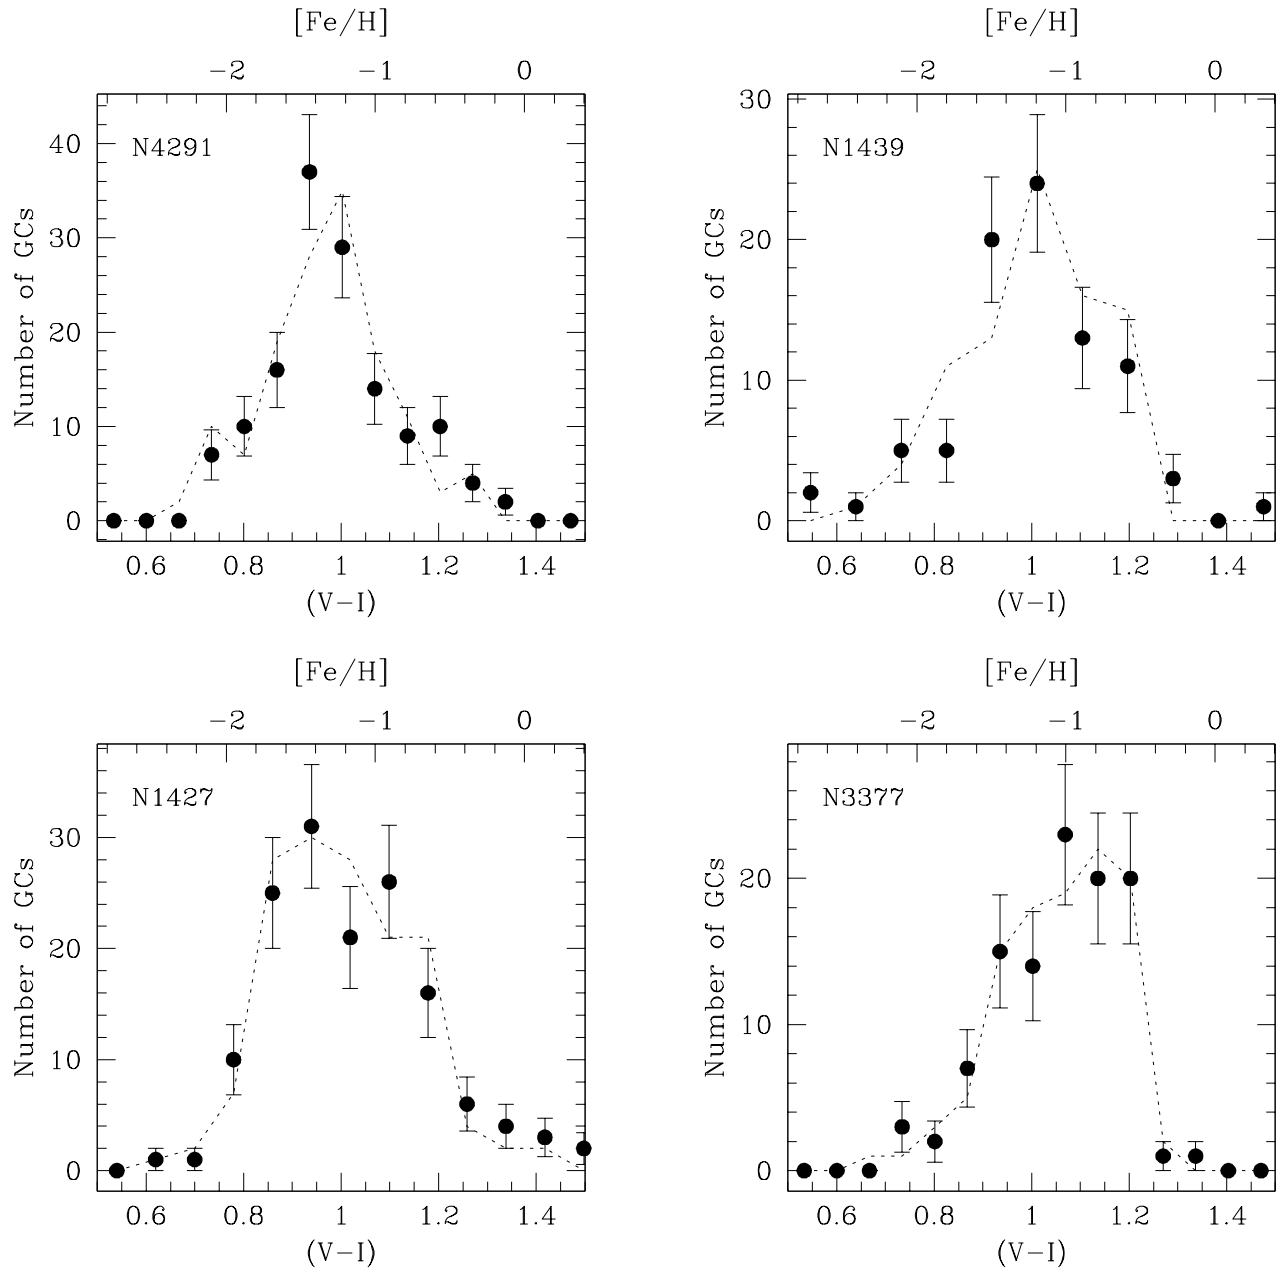 [Fe/H] [Fe/H]
−2 −1 0 −2 −1 0
N4291 N1439
Number of GCs Number of GCs
40 30 20 10 0
30 20 10 0
0.6 0.8 1 1.2 1.4 0.6 0.8 1 1.2 1.4
(V−I) (V−I)
[Fe/H] [Fe/H]
−2 −1 0 −2 −1 0
N1427 N3377
Number of GCs Number of GCs
30 20 10 0
20 10 0
0.6 0.8 1 1.2 1.4 0.6 0.8 1 1.2 1.4
(V−I) (V−I)